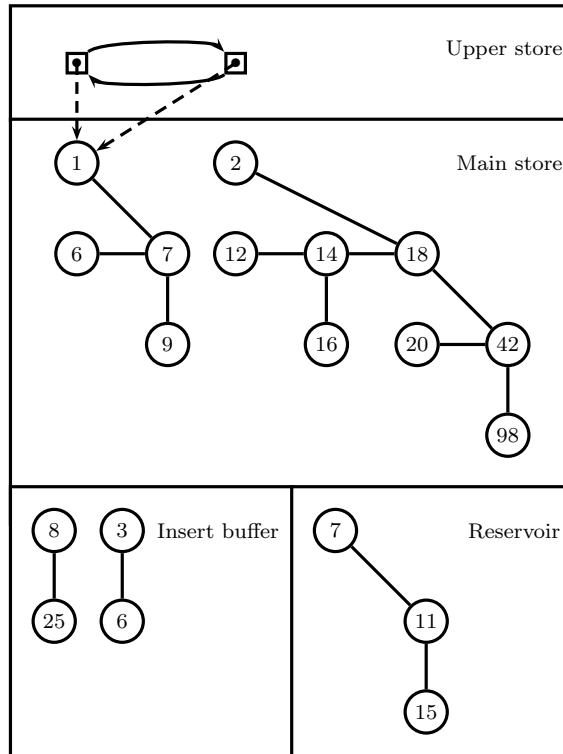 Upper store
1 2 Main store
6 7 12 14 18
9 16 20 42
98
8 3 Insert buffer 7 Reservoir
25 6 11
15